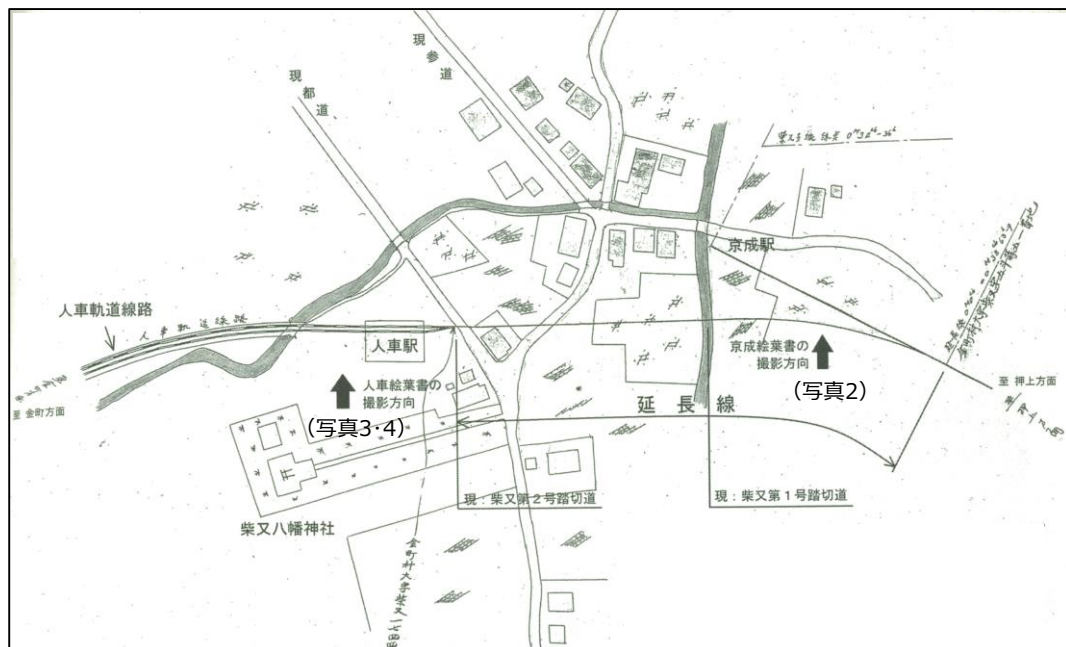 現参道
現都道
京成駅
人車軌道線路
人車軌道線路
人車駅
京成絵葉書の
撮影方向
(写真2)
人車絵葉書の
撮影方向
(写真3･4)
至 金町方面
至 押上方面
延長線
現：柴又第2号踏切道
現：柴又第1号踏切道
柴又八幡神社